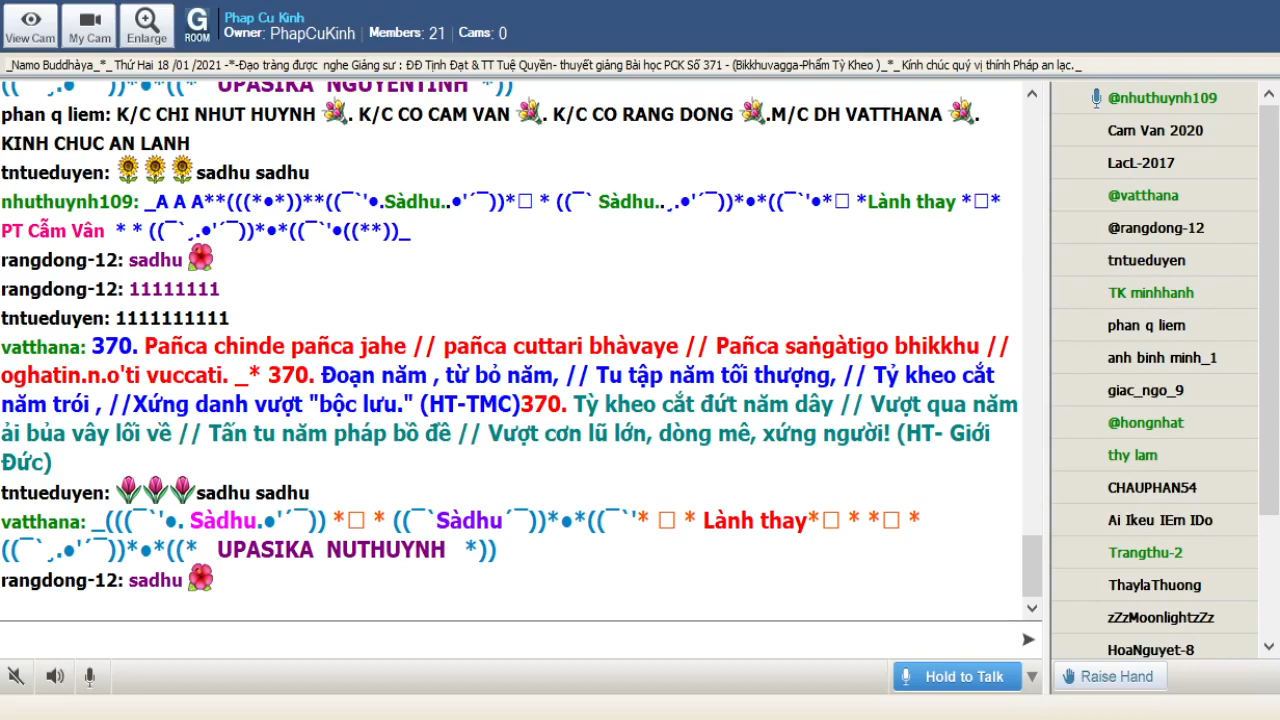 View Cam
My Cam
Enlarge
G
ROOM
Phap Cu Kinh
Owner: PhapCuKinh Members: 21 Cams: 0
_Namo Buddhàya_*_ Thứ Hai 18 /01 /2021 -*-Đạo tràng được nghe Giảng sư : ĐĐ Tịnh Đạt & TT Tuệ Quyền- thuyết giảng Bài học PCK Số 371 - (Bikkhuvagga-Phẩm Tỳ Kheo )_*_ Kính chúc quý vị thính Pháp an lạc._
((¯`¸.●'´¯))*●*((* UPASIKA NGUYENTINH *))
phan q liem: K/C CHI NHUT HUYNH . K/C CO CAM VAN . K/C CO RANG DONG .M/C DH VATTHANA .
KINH CHUC AN LANH
tntueduyen: sadhu sadhu
nhuthuynh109: _A A A**(((*●*))**((¯`'●.Sàdhu..●'´¯))*□ * ((¯` Sàdhu..¸.●'´¯))*●*((¯`'●*□ *Lành thay *□*
PT Cẩm Vân * * ((¯`¸.●'´¯))*●*((¯`'●((**))_
rangdong-12: sadhu
rangdong-12: 11111111
tntueduyen: 1111111111
vatthana: 370. Pañca chinde pañca jahe // pañca cuttari bhàvaye // Pañca saṅgàtigo bhikkhu //
oghatin.n.o'ti vuccati. _* 370. Đoạn năm , từ bỏ năm, // Tu tập năm tối thượng, // Tỷ kheo cắt
năm trói , //Xứng danh vượt "bộc lưu." (HT-TMC)370. Tỳ kheo cắt đứt năm dây // Vượt qua năm
ải bủa vây lối về // Tấn tu năm pháp bồ đề // Vượt cơn lũ lớn, dòng mê, xứng người! (HT- Giới
Đức)
tntueduyen: sadhu sadhu
vatthana: _(((¯`'●. Sàdhu.●'´¯)) *□ * ((¯`Sàdhu´¯))*●*((¯`'* □ * Lành thay*□ * *□ *
((¯`¸.●'´¯))*●*((* UPASIKA NUTHUYNH *))
rangdong-12: sadhu
Hold to Talk
@nhuthuynh109
Cam Van 2020
LacL-2017
@vatthana
@rangdong-12
tntueduyen
TK minhhanh
phan q liem
anh binh minh_1
giac_ngo_9
@hongnhat
thy lam
CHAUPHAN54
Ai Ikeu IEm IDo
Trangthu-2
ThaylaThuong
zZzMoonlightzZz
HoaNguyet-8
Raise Hand